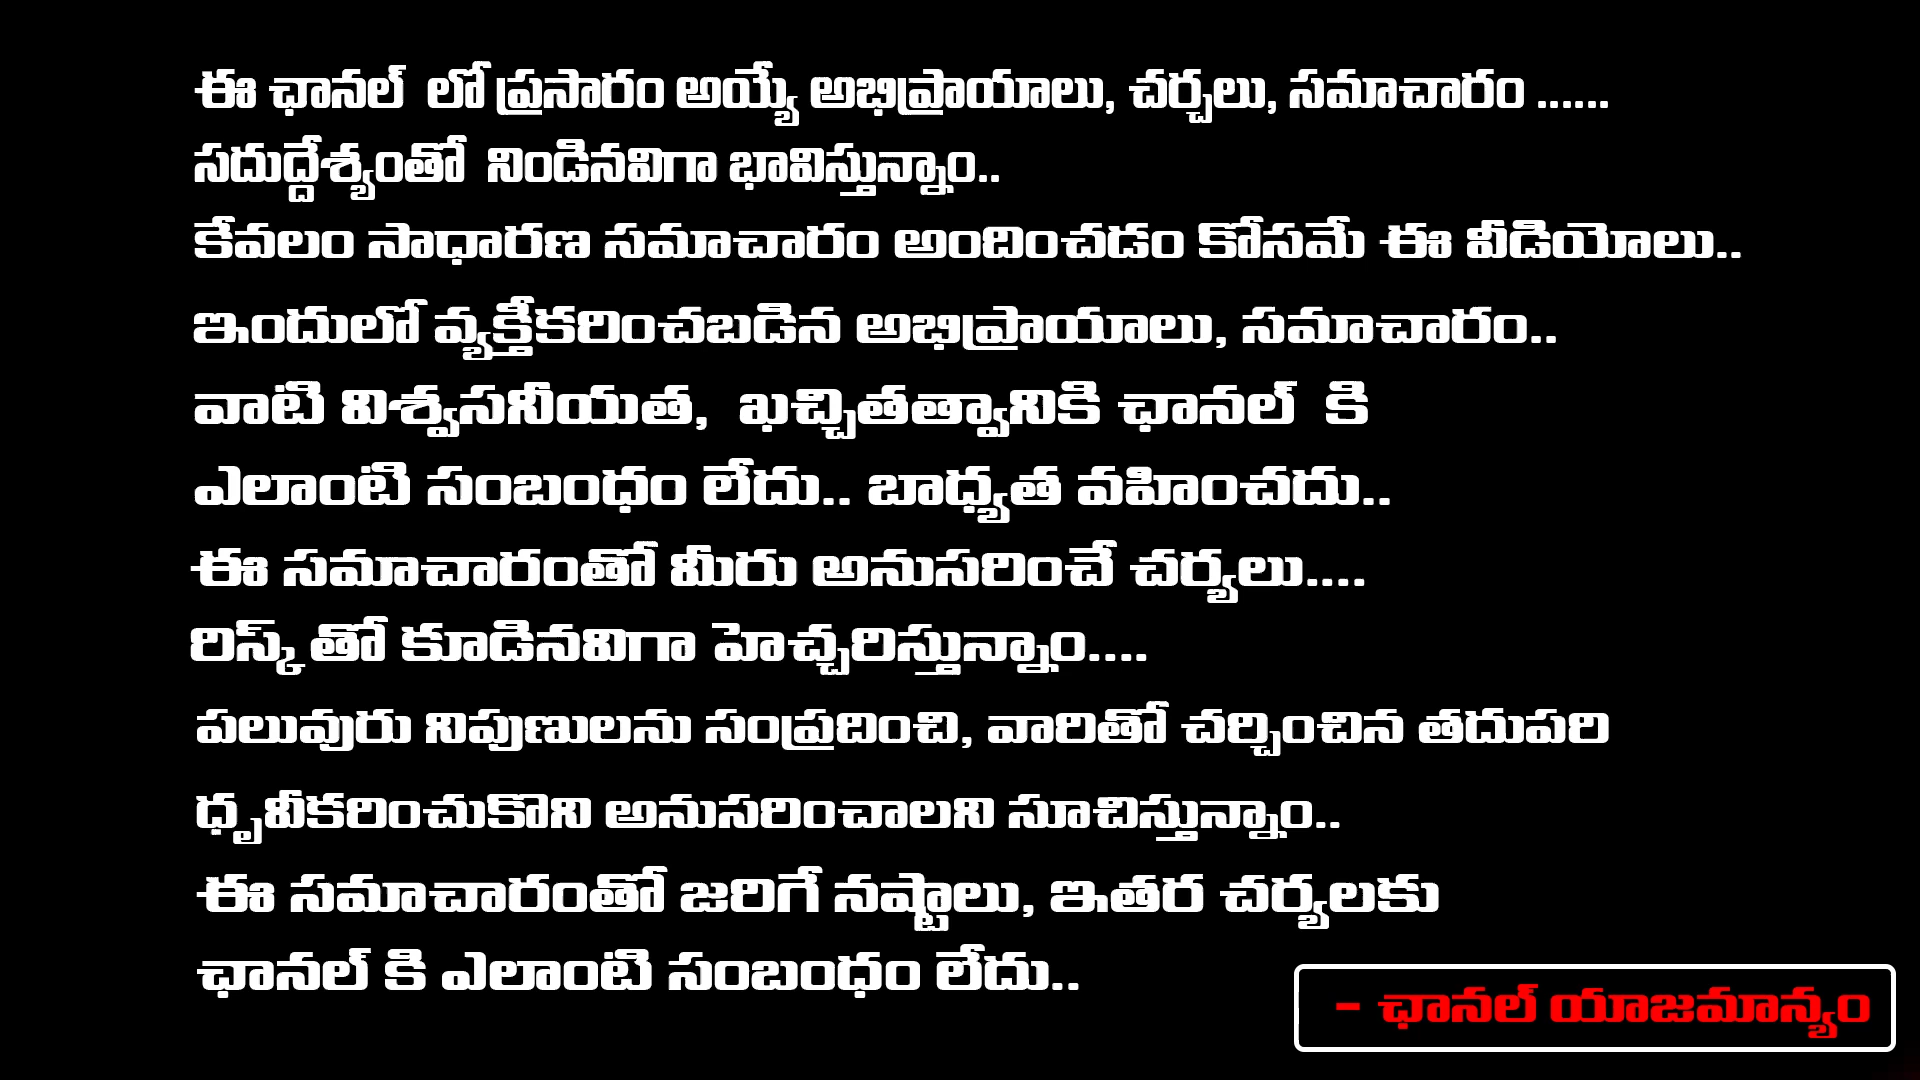 ఈ ఛానల్ లో ప్రసారం అయ్యే అభిప్రాయాలు, చర్చలు, సమాచారం ......
సదుద్దేశ్యంతో నిండినవిగా భావిస్తున్నాం..
కేవలం సాధారణ సమాచారం అందించడం కోసమే ఈ వీడియోలు..
ఇందులో వ్యక్తీకరించబడిన అభిప్రాయాలు, సమాచారం..
వాటి విశ్వసనీయత, ఖచ్చితత్వానికి ఛానల్ కి
ఎలాంటి సంబంధం లేదు.. బాధ్యత వహించదు..
ఈ సమాచారంతో మీరు అనుసరించే చర్యలు....
రిస్క్ తో కూడినవిగా హెచ్చరిస్తున్నాం....
పలువురు నిపుణులను సంప్రదించి, వారితో చర్చించిన తదుపరి
ధృవీకరించుకొని అనుసరించాలని సూచిస్తున్నాం..
ఈ సమాచారంతో జరిగే నష్టాలు, ఇతర చర్యలకు
ఛానల్ కి ఎలాంటి సంబంధం లేదు..
- ఛానల్ యాజమాన్యం